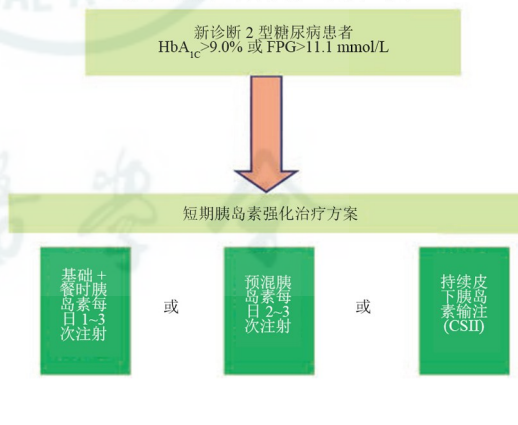 新诊断 2 型糖尿病患者
HbA1C>9.0% 或 FPG>11.1 mmol/L
短期胰岛素强化治疗方案
基础 +
餐时胰
岛素每
日 1~3
次注射
或
预混胰
岛素每
日 2~3
次注射
或
持续皮
下胰岛
素输注
(CSII)